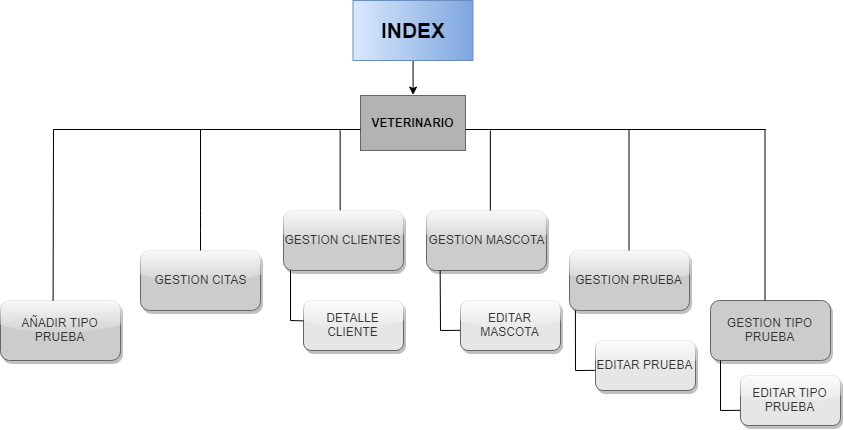 INDEX
VETERINARIO
GESTION CLIENTES
GESTION MASCOTA
GESTION CITAS
GESTION PRUEBA
AÑADIR TIPO
PRUEBA
DETALLE
CLIENTE
EDITAR
MASCOTA
GESTION TIPO
PRUEBA
EDITAR PRUEBA
EDITAR TIPO
PRUEBA